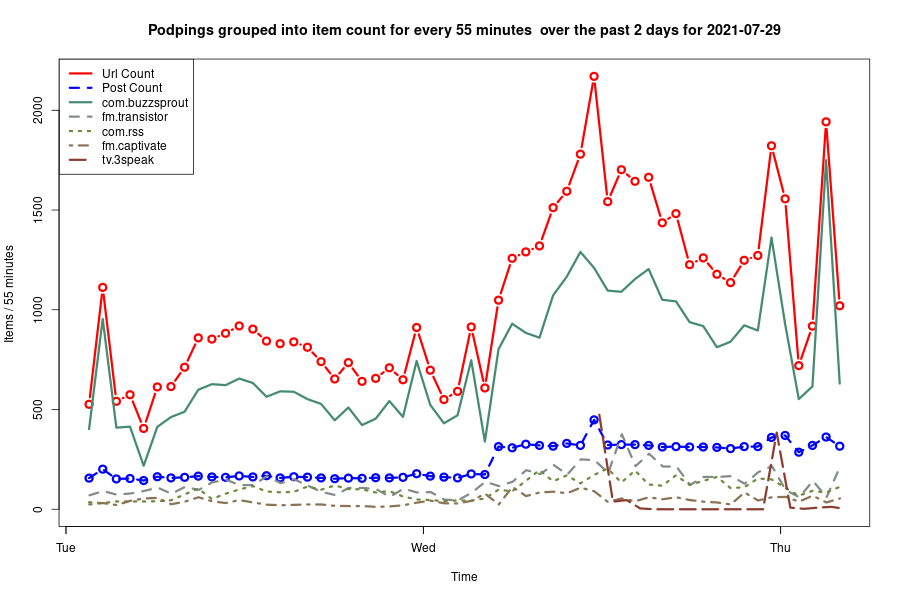 Podpings grouped into item count for every 55 minutes  over the past 2 days for 2021-07-29
Url Count
Post Count
com.buzzsprout
fm.transistor
com.rss
fm.captivate
tv.3speak
Items / 55 minutes
2000
1500
1000
500
0
Tue
Wed
Thu
Time